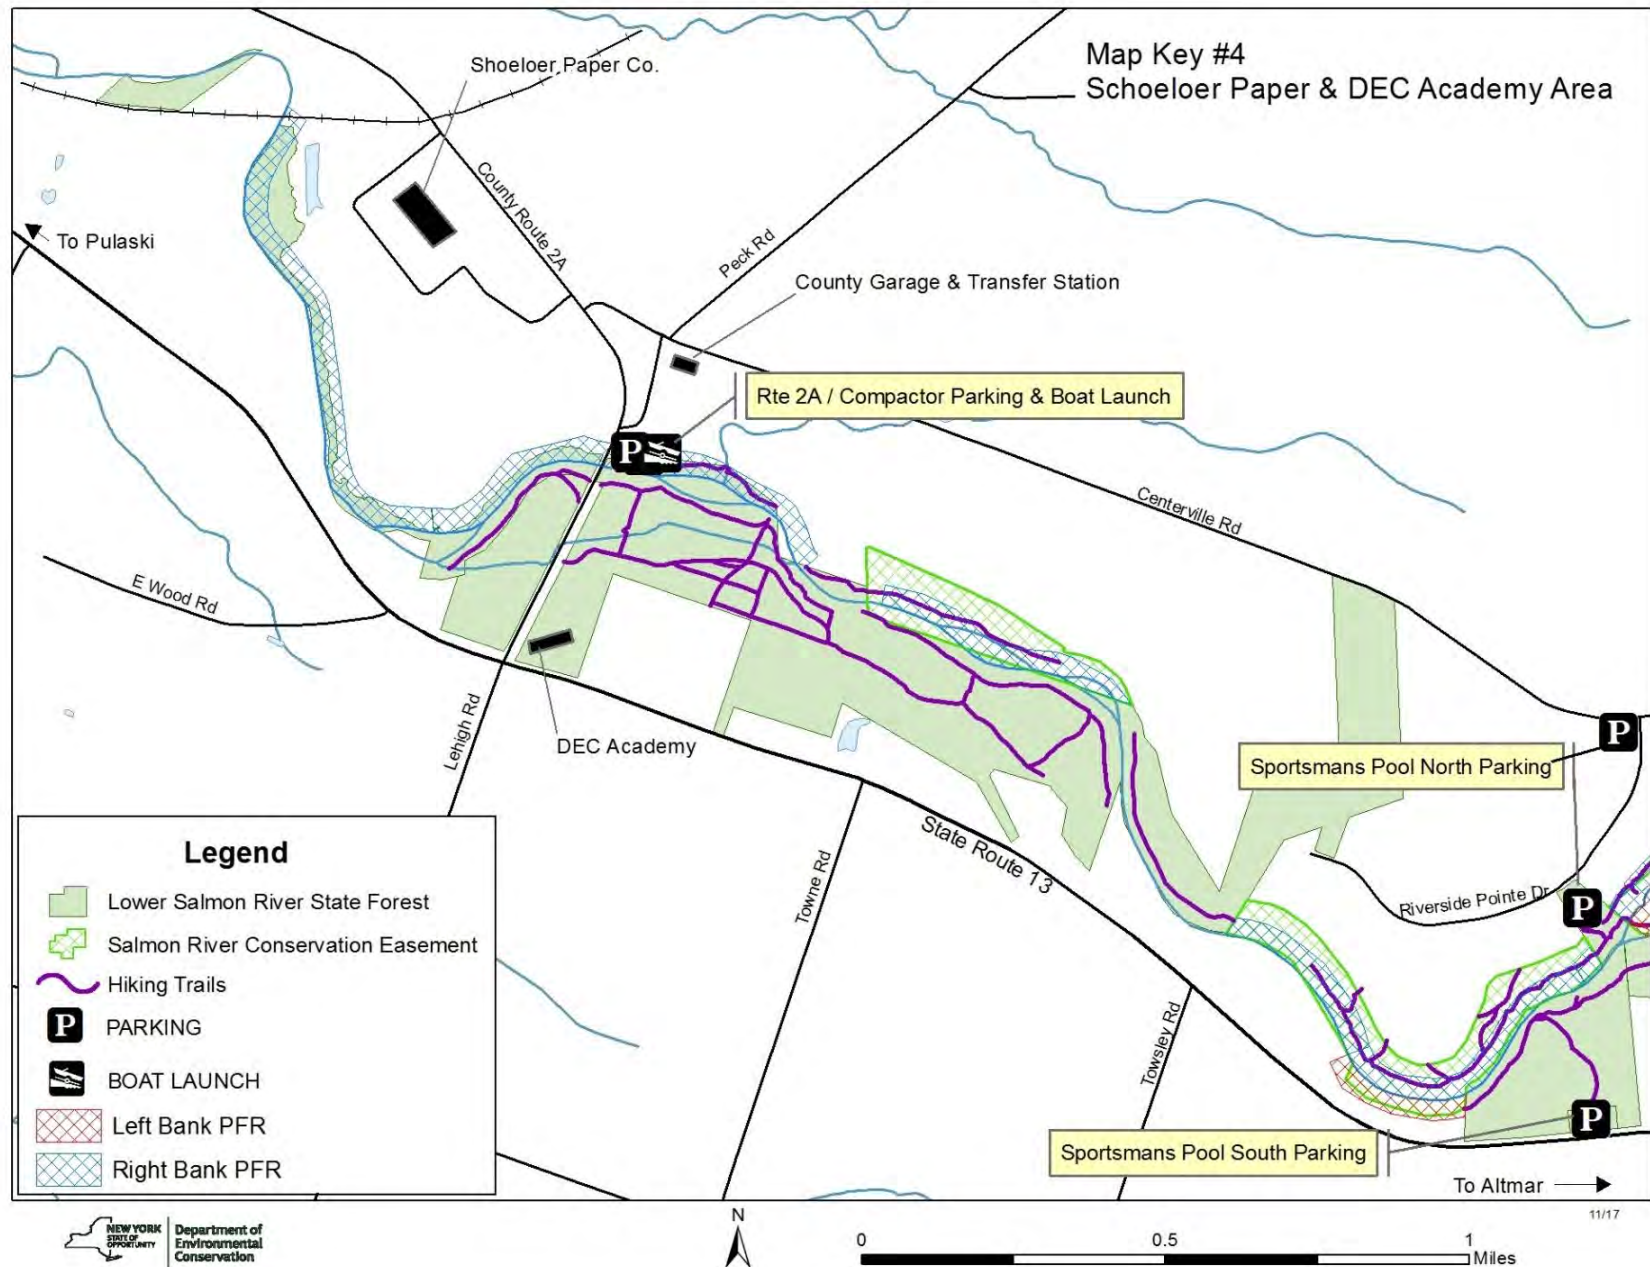 Map Key #4
Schoeloer Paper & DEC Academy Area
Shoeloer Paper Co.
County Route 2A
To Pulaski
Peck Rd
County Garage & Transfer Station
Rte 2A / Compactor Parking & Boat Launch
P
Centerville Rd
E Wood Rd
Lehigh Rd
DEC Academy
P
Sportsmans Pool North Parking
State Route 13
Towne Rd
Riverside Pointe Dr
P
Towsley Rd
P
Sportsmans Pool South Parking
To Altmar
11/17
Legend
Lower Salmon River State Forest
Salmon River Conservation Easement
Hiking Trails
P PARKING
BOAT LAUNCH
Left Bank PFR
Right Bank PFR
NEW YORK
STATE OF
OPPORTUNITY
Department of
Environmental
Conservation
N
0 0.5 1
Miles